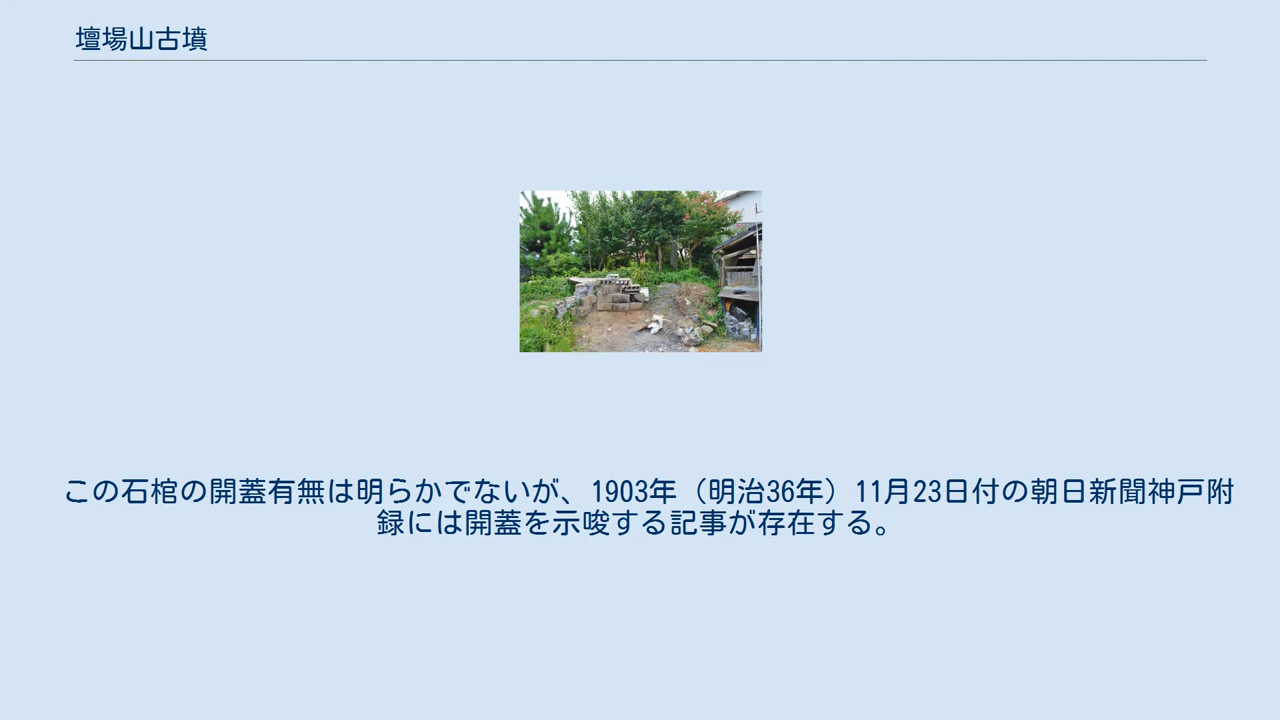 壇場山古墳
この石棺の開蓋有無は明らかでないが、1903年（明治36年）11月23日付の朝日新聞神戸附
録には開蓋を示唆する記事が存在する。